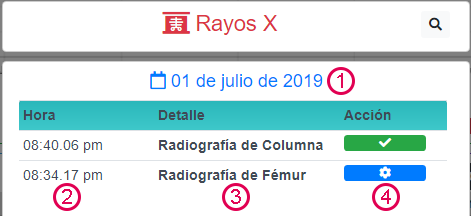 Rayos X
01 de julio de 2019 1
Hora Detalle Acción
08:40.06 pm Radiografía de Columna
08:34.17 pm Radiografía de Fémur
2 3 4